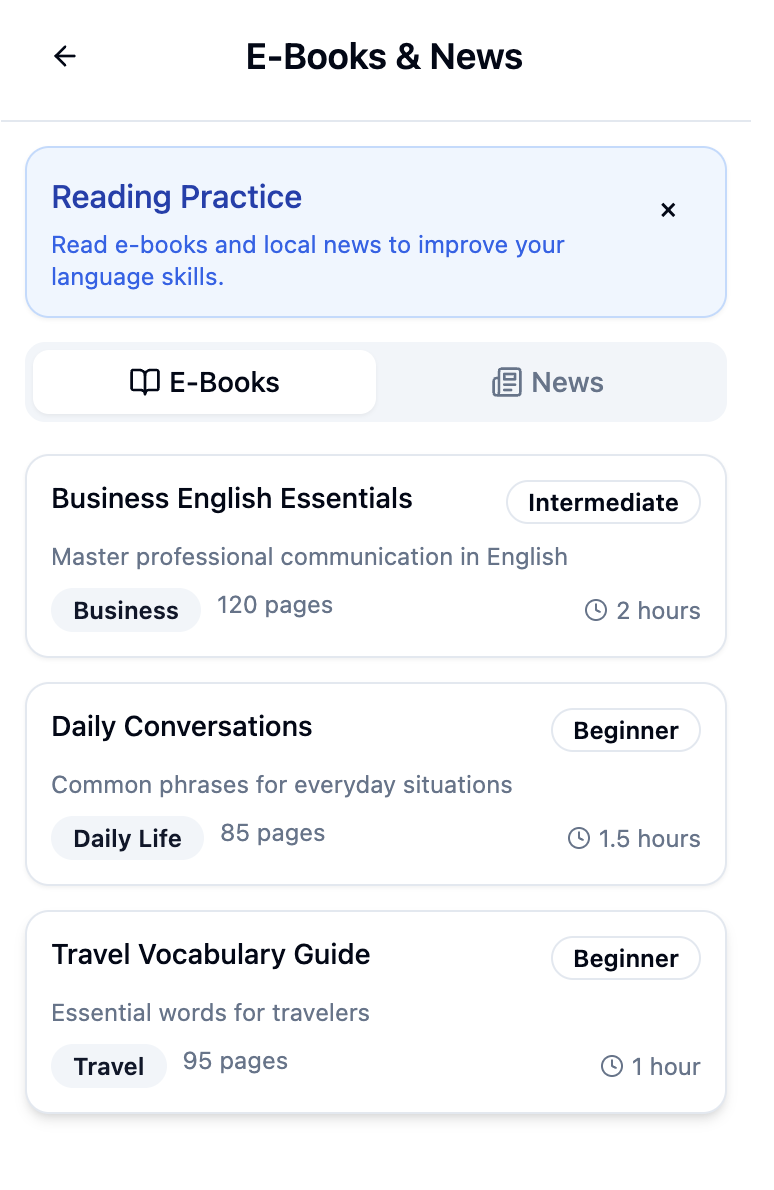 E-Books & News
Reading Practice
Read e-books and local news to improve your
language skills.
E-Books
News
Business English Essentials
Intermediate
Master professional communication in English
Business
120 pages
2 hours
Daily Conversations
Beginner
Common phrases for everyday situations
Daily Life
85 pages
1.5 hours
Travel Vocabulary Guide
Beginner
Essential words for travelers
Travel
95 pages
1 hour